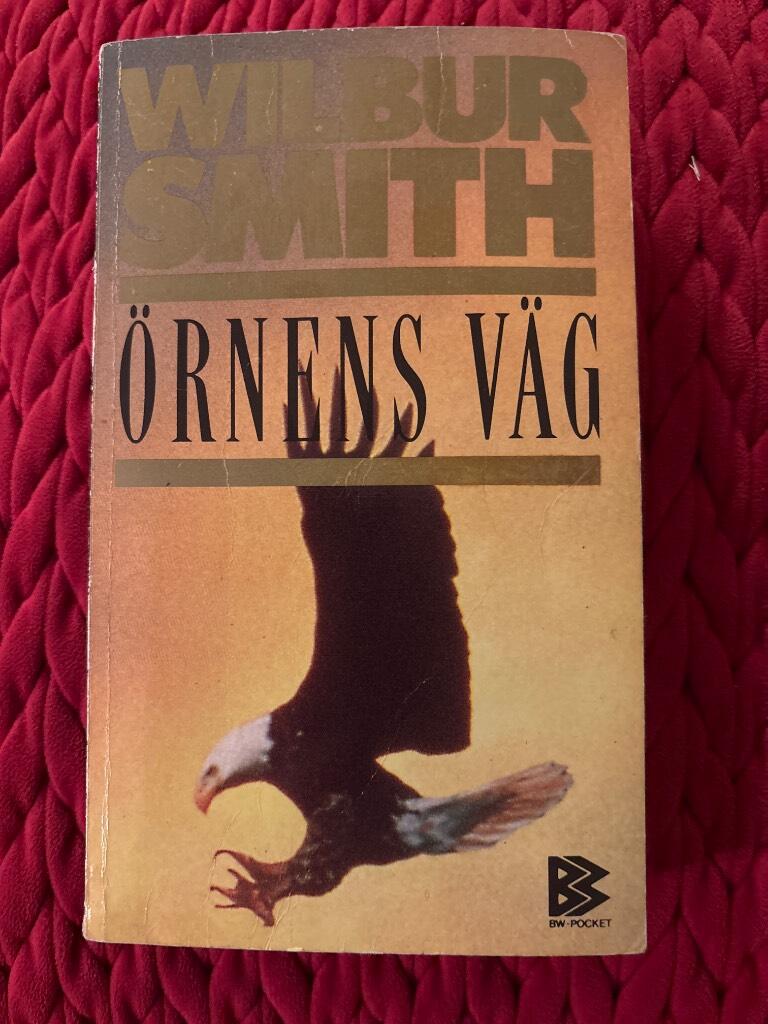 WILBUR
SMITH
ÖRNENS VÄG
BW-POCKET